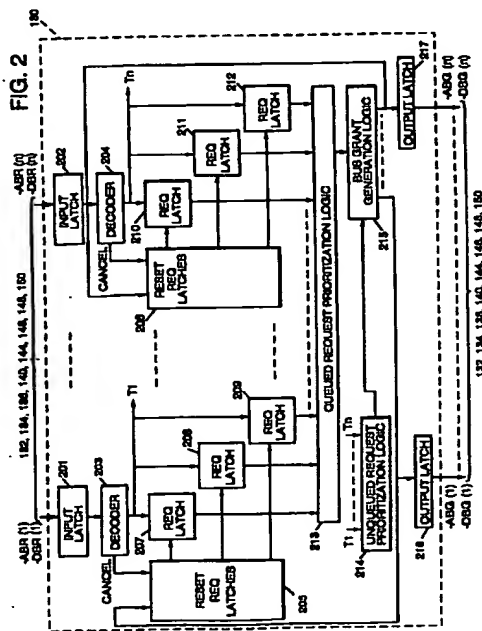 FIG. 2
130
132, 134, 136, 140, 144, 146, 148, 150
-ABR (1)
-DBR (1)
-ABR (n)
-DBR (n)
INPUT LATCH
201
INPUT LATCH
202
CANCEL
DECODER
203
CANCEL
DECODER
204
T1
Tn
REQ LATCH
207
REQ LATCH
208
REQ LATCH
209
REQ LATCH
210
REQ LATCH
211
REQ LATCH
212
RESET REQ LATCHES
205
RESET REQ LATCHES
206
QUEUED REQUEST PRIORITIZATION LOGIC
213
T1
Tn
UNQUEUED REQUEST PRIORITIZATION LOGIC
214
BUS GRANT GENERATION LOGIC
215
OUTPUT LATCH
216
OUTPUT LATCH
217
-ABG (1)
-DBG (1)
-ABG (n)
-DBG (n)
132, 134, 136, 140, 144, 146, 148, 150